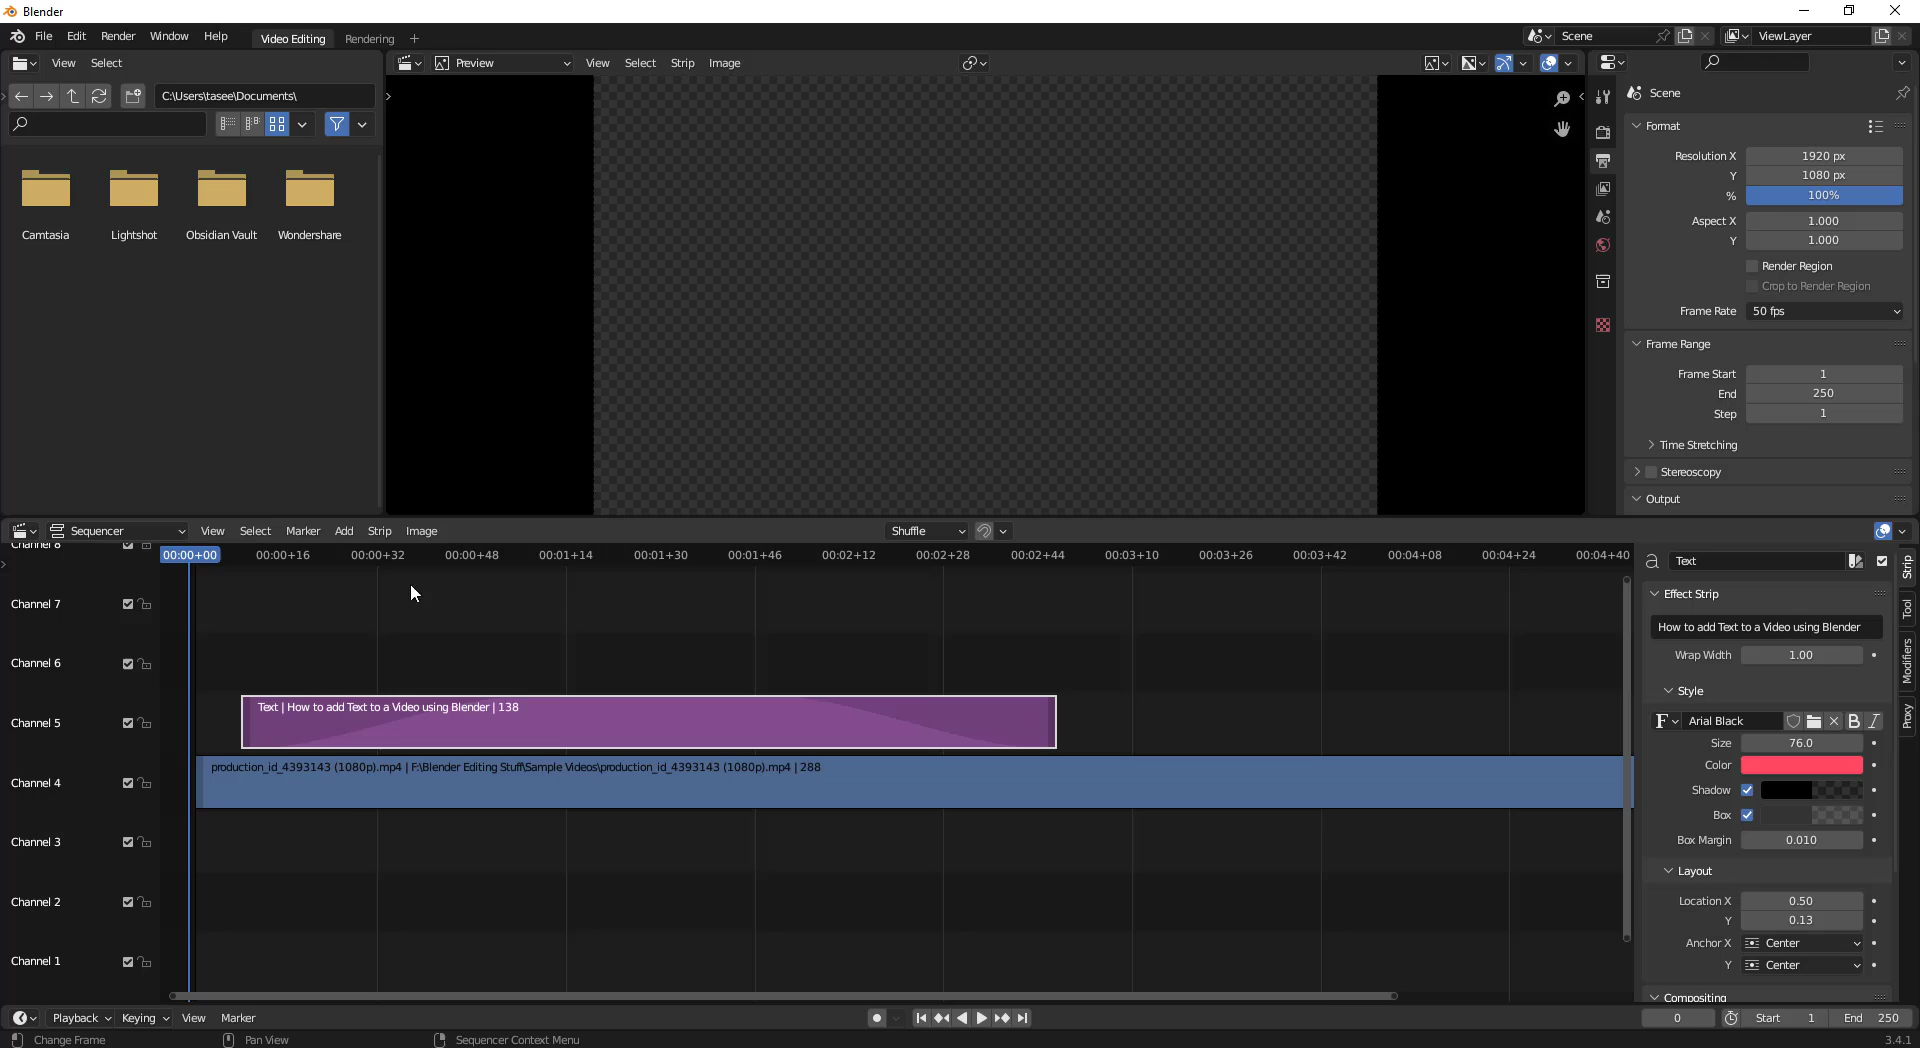 Blender
File Edit Render Window Help Video Editing Rendering Scene ViewLayer
View Select Preview View Select Strip Image
C:\Users\tasee\Documents\
Camtasia Lightshot Obsidian Vault Wondershare
Scene
Format
Resolution X 1920 px
Y 1080 px
% 100%
Aspect X 1.000
Y 1.000
Render Region
Crop to Render Region
Frame Rate 50 fps
Frame Range
Frame Start 1
End 250
Step 1
Time Stretching
Stereoscopy
Output
Sequencer View Select Marker Add Strip Image Shuffle
00:00+00 00:00+16 00:00+32 00:00+48 00:01+14 00:01+30 00:01+46 00:02+12 00:02+28 00:02+44 00:03+10 00:03+26 00:03+42 00:04+08 00:04+24 00:04+40
Channel 8
Channel 7
Channel 6
Channel 5
Text | How to add Text to a Video using Blender | 138
Channel 4
production_id_4393143 (1080p).mp4 | F:\Blender Editing Stuff\Sample Videos\production_id_4393143 (1080p).mp4 | 288
Channel 3
Channel 2
Channel 1
Text
Effect Strip
How to add Text to a Video using Blender
Wrap Width 1.00
Style
Arial Black B I
Size 76.0
Color
Shadow
Box
Box Margin 0.010
Layout
Location X 0.50
Y 0.13
Anchor X Center
Y Center
Compositing
Strip
Tool
Modifiers
Proxy
Playback Keying View Marker 0 Start 1 End 250
Change Frame Pan View Sequencer Context Menu 3.4.1